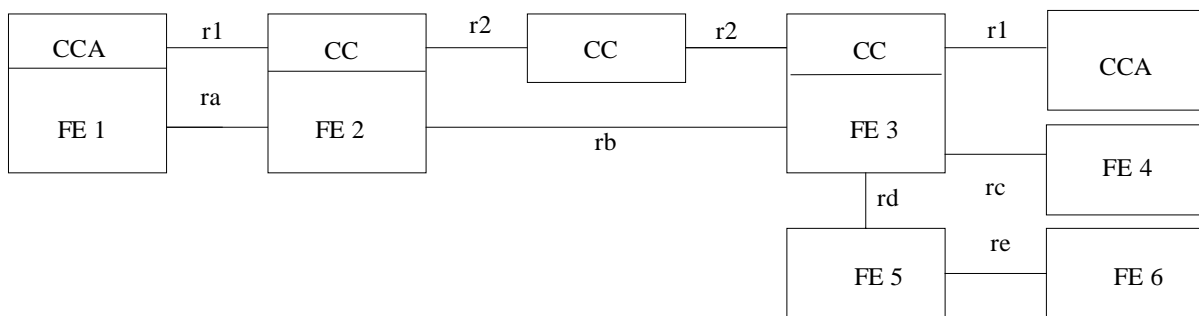 r1 r2 r2 r1
CCA CC CC CC CCA
ra
FE 1 FE 2 rb FE 3
FE 4
rd rc
re
FE 5 FE 6